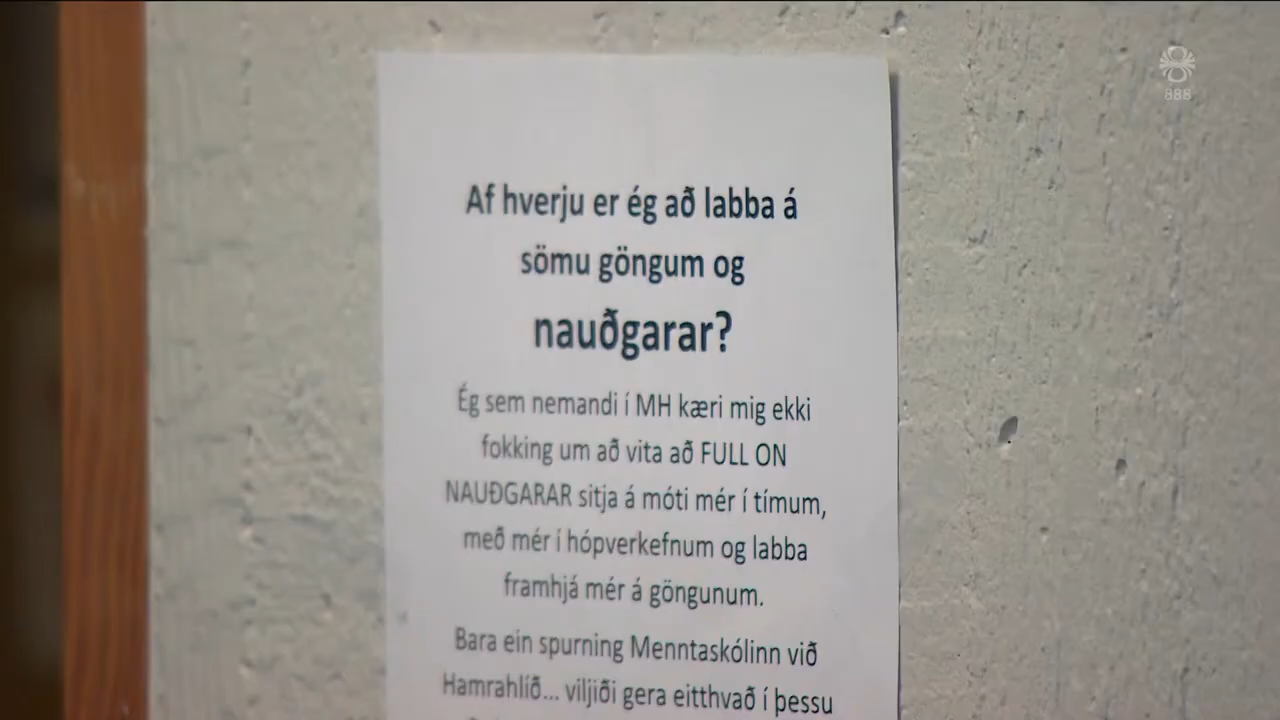 888
Af hverju er ég að labba á
sömu göngum og
nauðgarar?
Ég sem nemandi í MH kæri mig ekki
fokking um að vita að FULL ON
NAUÐGARAR sitja á móti mér í tímum,
með mér í hópverkefnum og labba
framhjá mér á göngunum.
Bara ein spurning Menntaskólinn við
Hamrahlíð... viljiði gera eitthvað í þessu